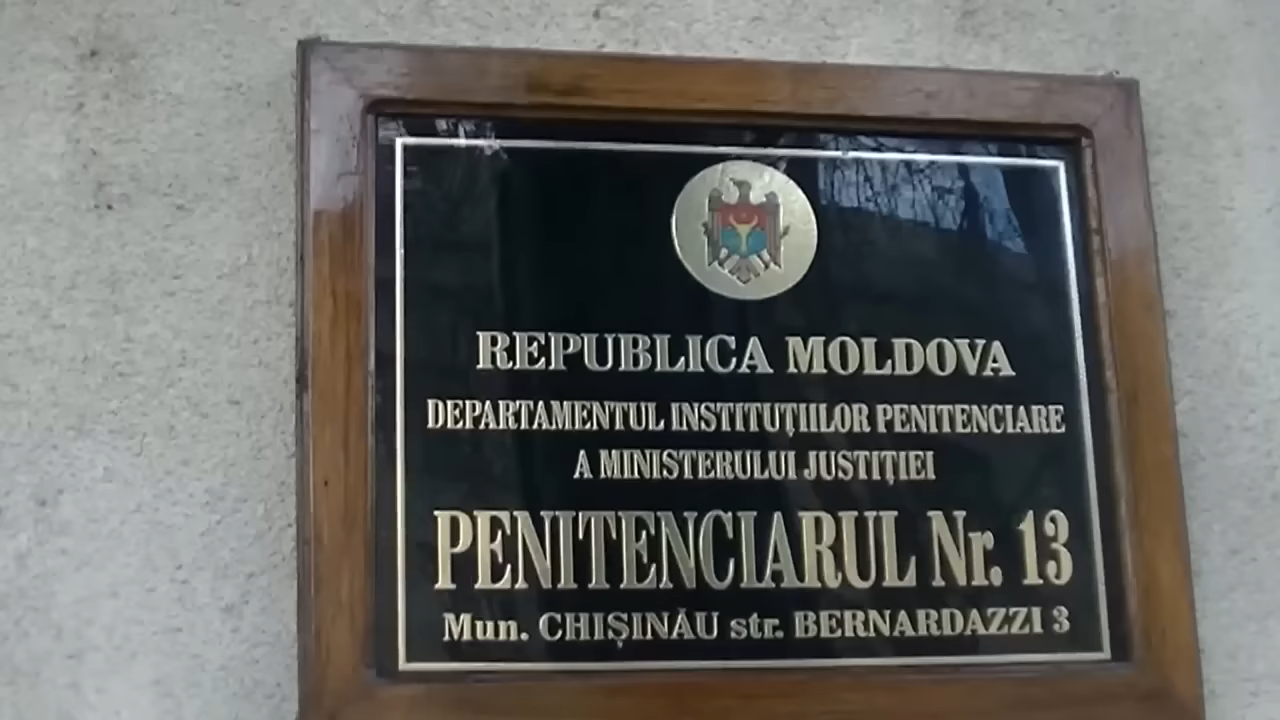 REPUBLICA MOLDOVA
DEPARTAMENTUL INSTITUȚIILOR PENITENCIARE
A MINISTERULUI JUSTIȚIEI
PENITENCIARUL Nr. 13
Mun. CHIȘINĂU str. BERNARDAZZI 3